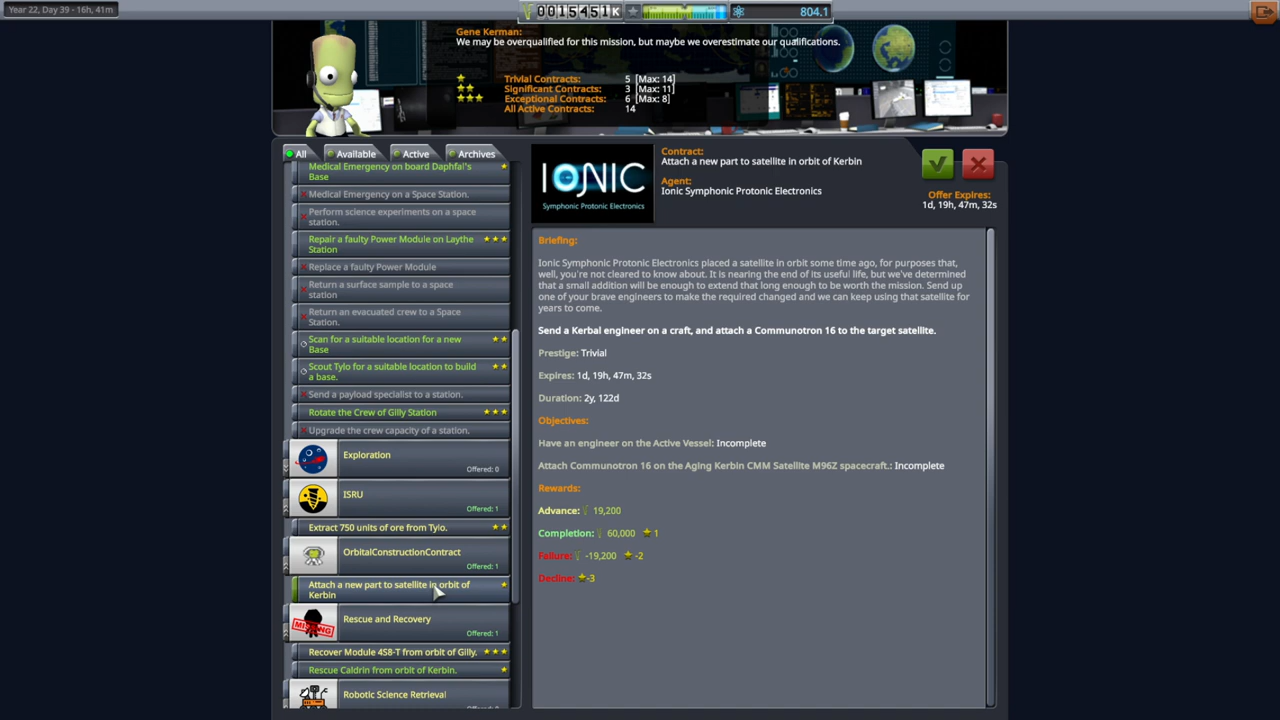 Year 22, Day 39 - 16h, 41m
0015451K
804.1
Gene Kerman:
We may be overqualified for this mission, but maybe we overestimate our qualifications.
Trivial Contracts: 5 [Max: 14]
Significant Contracts: 3 [Max: 11]
Exceptional Contracts: 6 [Max: 8]
All Active Contracts: 14
All
Available
Active
Archives
Medical Emergency on board Daphfal's
Base
Medical Emergency on a Space Station.
Perform science experiments on a space
station.
Repair a faulty Power Module on Laythe
Station
Replace a faulty Power Module
Return a surface sample to a space
station
Return an evacuated crew to a Space
Station.
Scan for a suitable location for a new
Base
Scout Tylo for a suitable location to build
a base.
Send a payload specialist to a station.
Rotate the Crew of Gilly Station
Upgrade the crew capacity of a station.
Exploration
Offered: 0
ISRU
Offered: 1
Extract 750 units of ore from Tylo.
OrbitalConstructionContract
Offered: 1
Attach a new part to satellite in orbit of
Kerbin
MISSING
Rescue and Recovery
Offered: 1
Recover Module 4S8-T from orbit of Gilly.
Rescue Caldrin from orbit of Kerbin.
Robotic Science Retrieval
IONIC
Symphonic Protonic Electronics
Contract:
Attach a new part to satellite in orbit of Kerbin
Agent:
Ionic Symphonic Protonic Electronics
Offer Expires:
1d, 19h, 47m, 32s
Briefing:
Ionic Symphonic Protonic Electronics placed a satellite in orbit some time ago, for purposes that,
well, you're not cleared to know about. It is nearing the end of its useful life, but we've determined
that a small addition will be enough to extend that long enough to be worth the mission. Send up
one of your brave engineers to make the required changed and we can keep using that satellite for
years to come.
Send a Kerbal engineer on a craft, and attach a Communotron 16 to the target satellite.
Prestige: Trivial
Expires: 1d, 19h, 47m, 32s
Duration: 2y, 122d
Objectives:
Have an engineer on the Active Vessel: Incomplete
Attach Communotron 16 on the Aging Kerbin CMM Satellite M96Z spacecraft.: Incomplete
Rewards:
Advance: 19,200
Completion: 60,000 1
Failure: -19,200 -2
Decline: -3